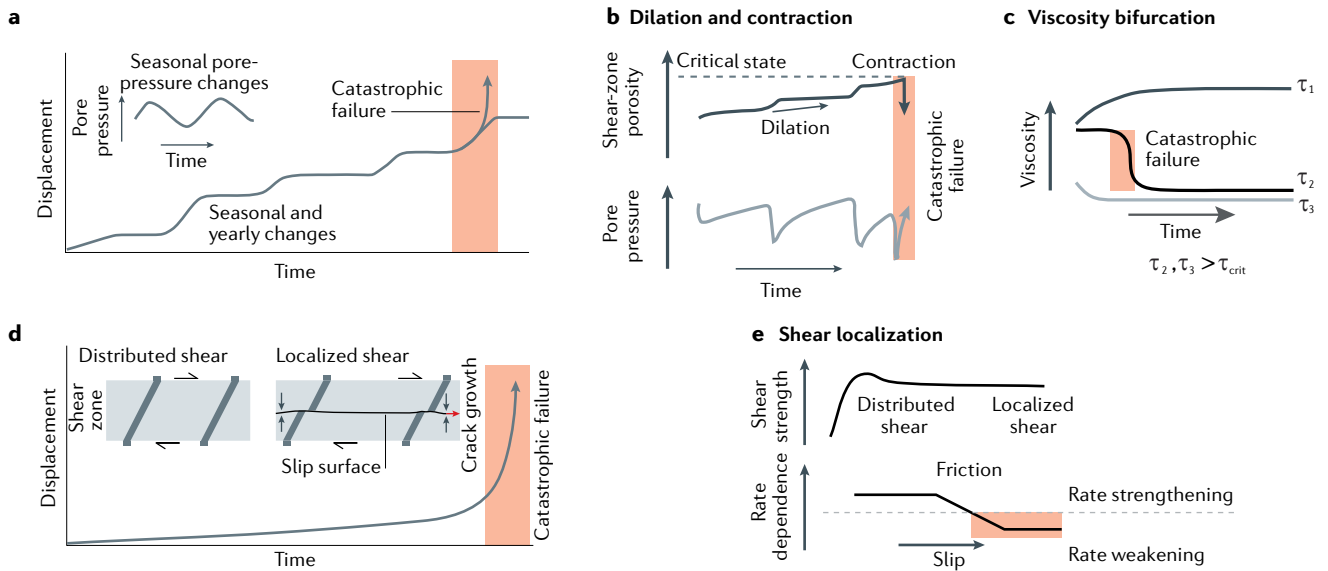 a
Seasonal pore-
pressure changes
Pore
pressure
Time
Catastrophic
failure
Displacement
Seasonal and
yearly changes
Time
b Dilation and contraction
Critical state
Contraction
Shear-zone
porosity
Dilation
Catastrophic
failure
Pore
pressure
Time
c Viscosity bifurcation
τ1
Viscosity
Catastrophic
failure
τ2
τ3
Time
τ2 , τ3 > τcrit
d
Distributed shear
Localized shear
Shear
zone
Displacement
Slip surface
Crack growth
Catastrophic failure
Time
e Shear localization
Shear
strength
Distributed
shear
Localized
shear
Friction
Rate
dependence
Rate strengthening
Slip
Rate weakening